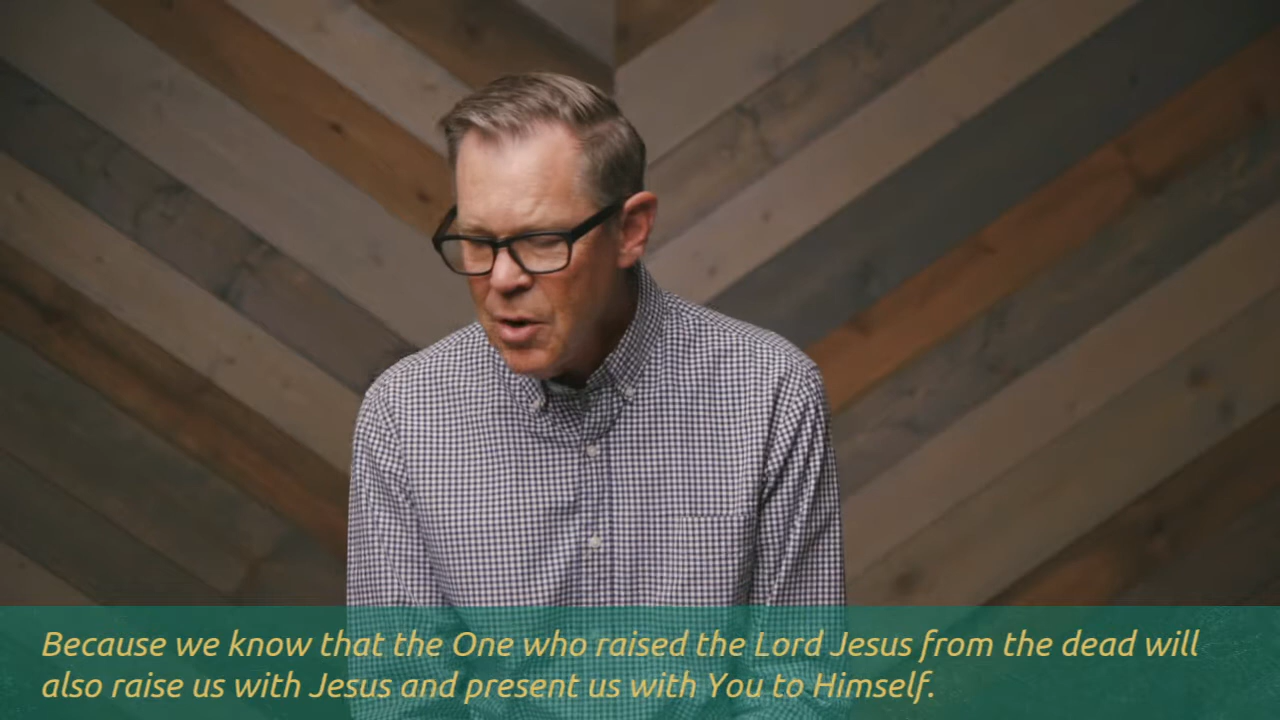 Because we know that the One who raised the Lord Jesus from the dead will
also raise us with Jesus and present us with You to Himself.